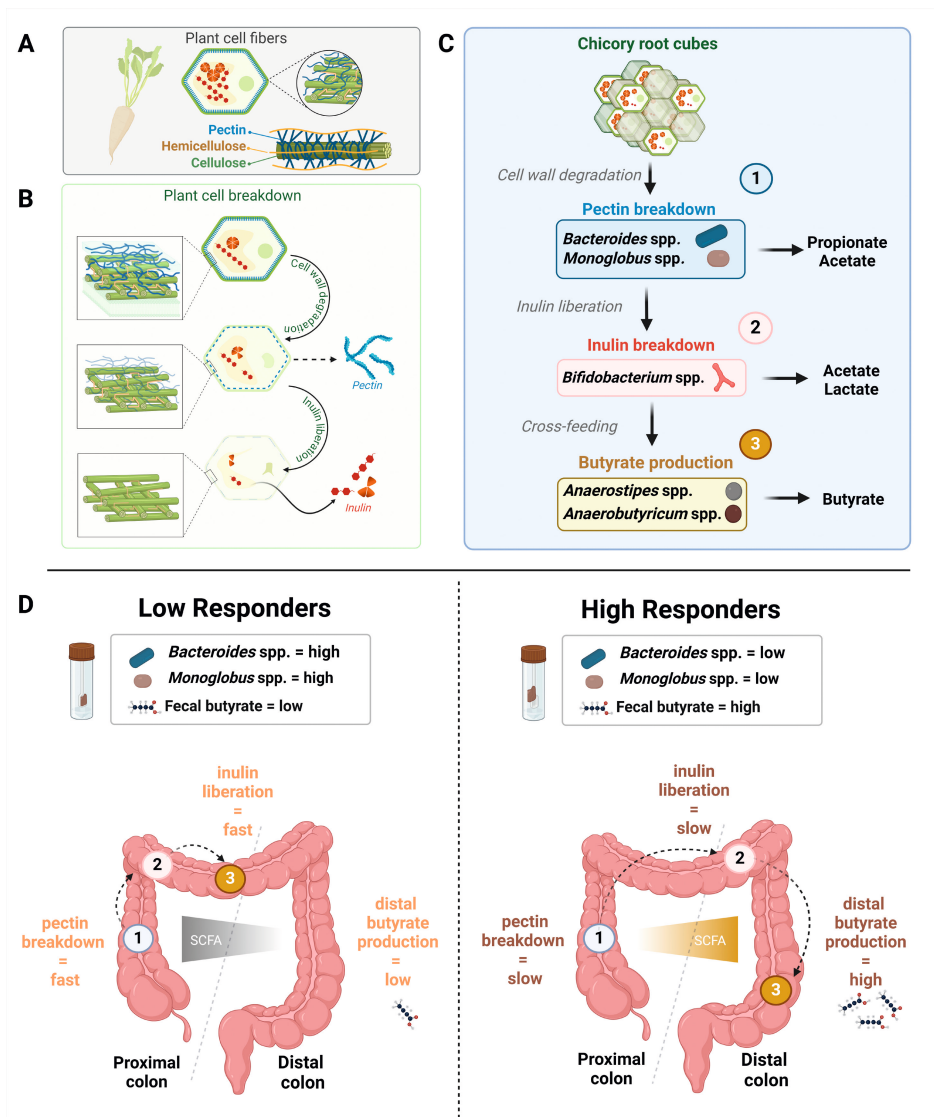 A
Plant cell fibers
Pectin
Hemicellulose
Cellulose
B
Plant cell breakdown
Cell wall degradation
Pectin
Inulin liberation
Inulin
C
Chicory root cubes
Cell wall degradation
1
Pectin breakdown
Bacteroides spp.
Monoglobus spp.
Propionate
Acetate
Inulin liberation
2
Inulin breakdown
Bifidobacterium spp.
Acetate
Lactate
Cross-feeding
3
Butyrate production
Anaerostipes spp.
Anaerobutyricum spp.
Butyrate
D
Low Responders
Bacteroides spp. = high
Monoglobus spp. = high
Fecal butyrate = low
inulin
liberation
=
fast
2
3
1
pectin
breakdown
=
fast
SCFA
distal
butyrate
production
=
low
Proximal
colon
Distal
colon
High Responders
Bacteroides spp. = low
Monoglobus spp. = low
Fecal butyrate = high
inulin
liberation
=
slow
2
1
pectin
breakdown
=
slow
SCFA
distal
butyrate
production
=
high
3
Proximal
colon
Distal
colon